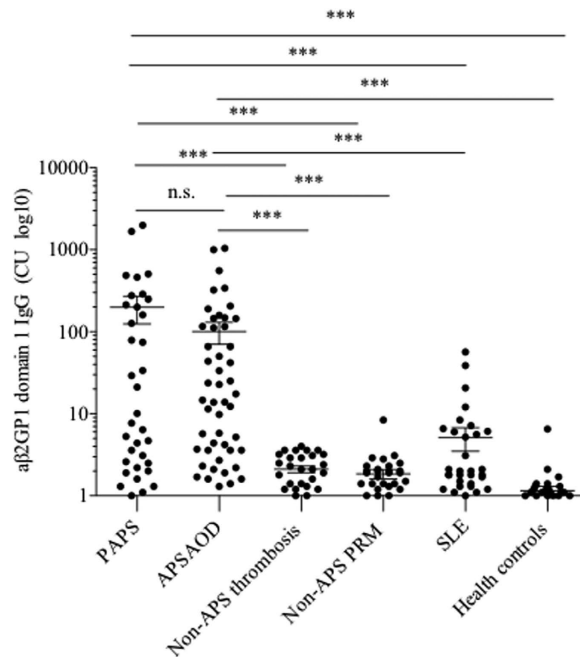 ***
***
***
***
***
***
n.s.
***
***
10000
1000
100
10
1
aβ2GP1 domain 1 IgG (CU log10)
PAPS
APSAOD
Non-APS thrombosis
Non-APS PRM
SLE
Health controls